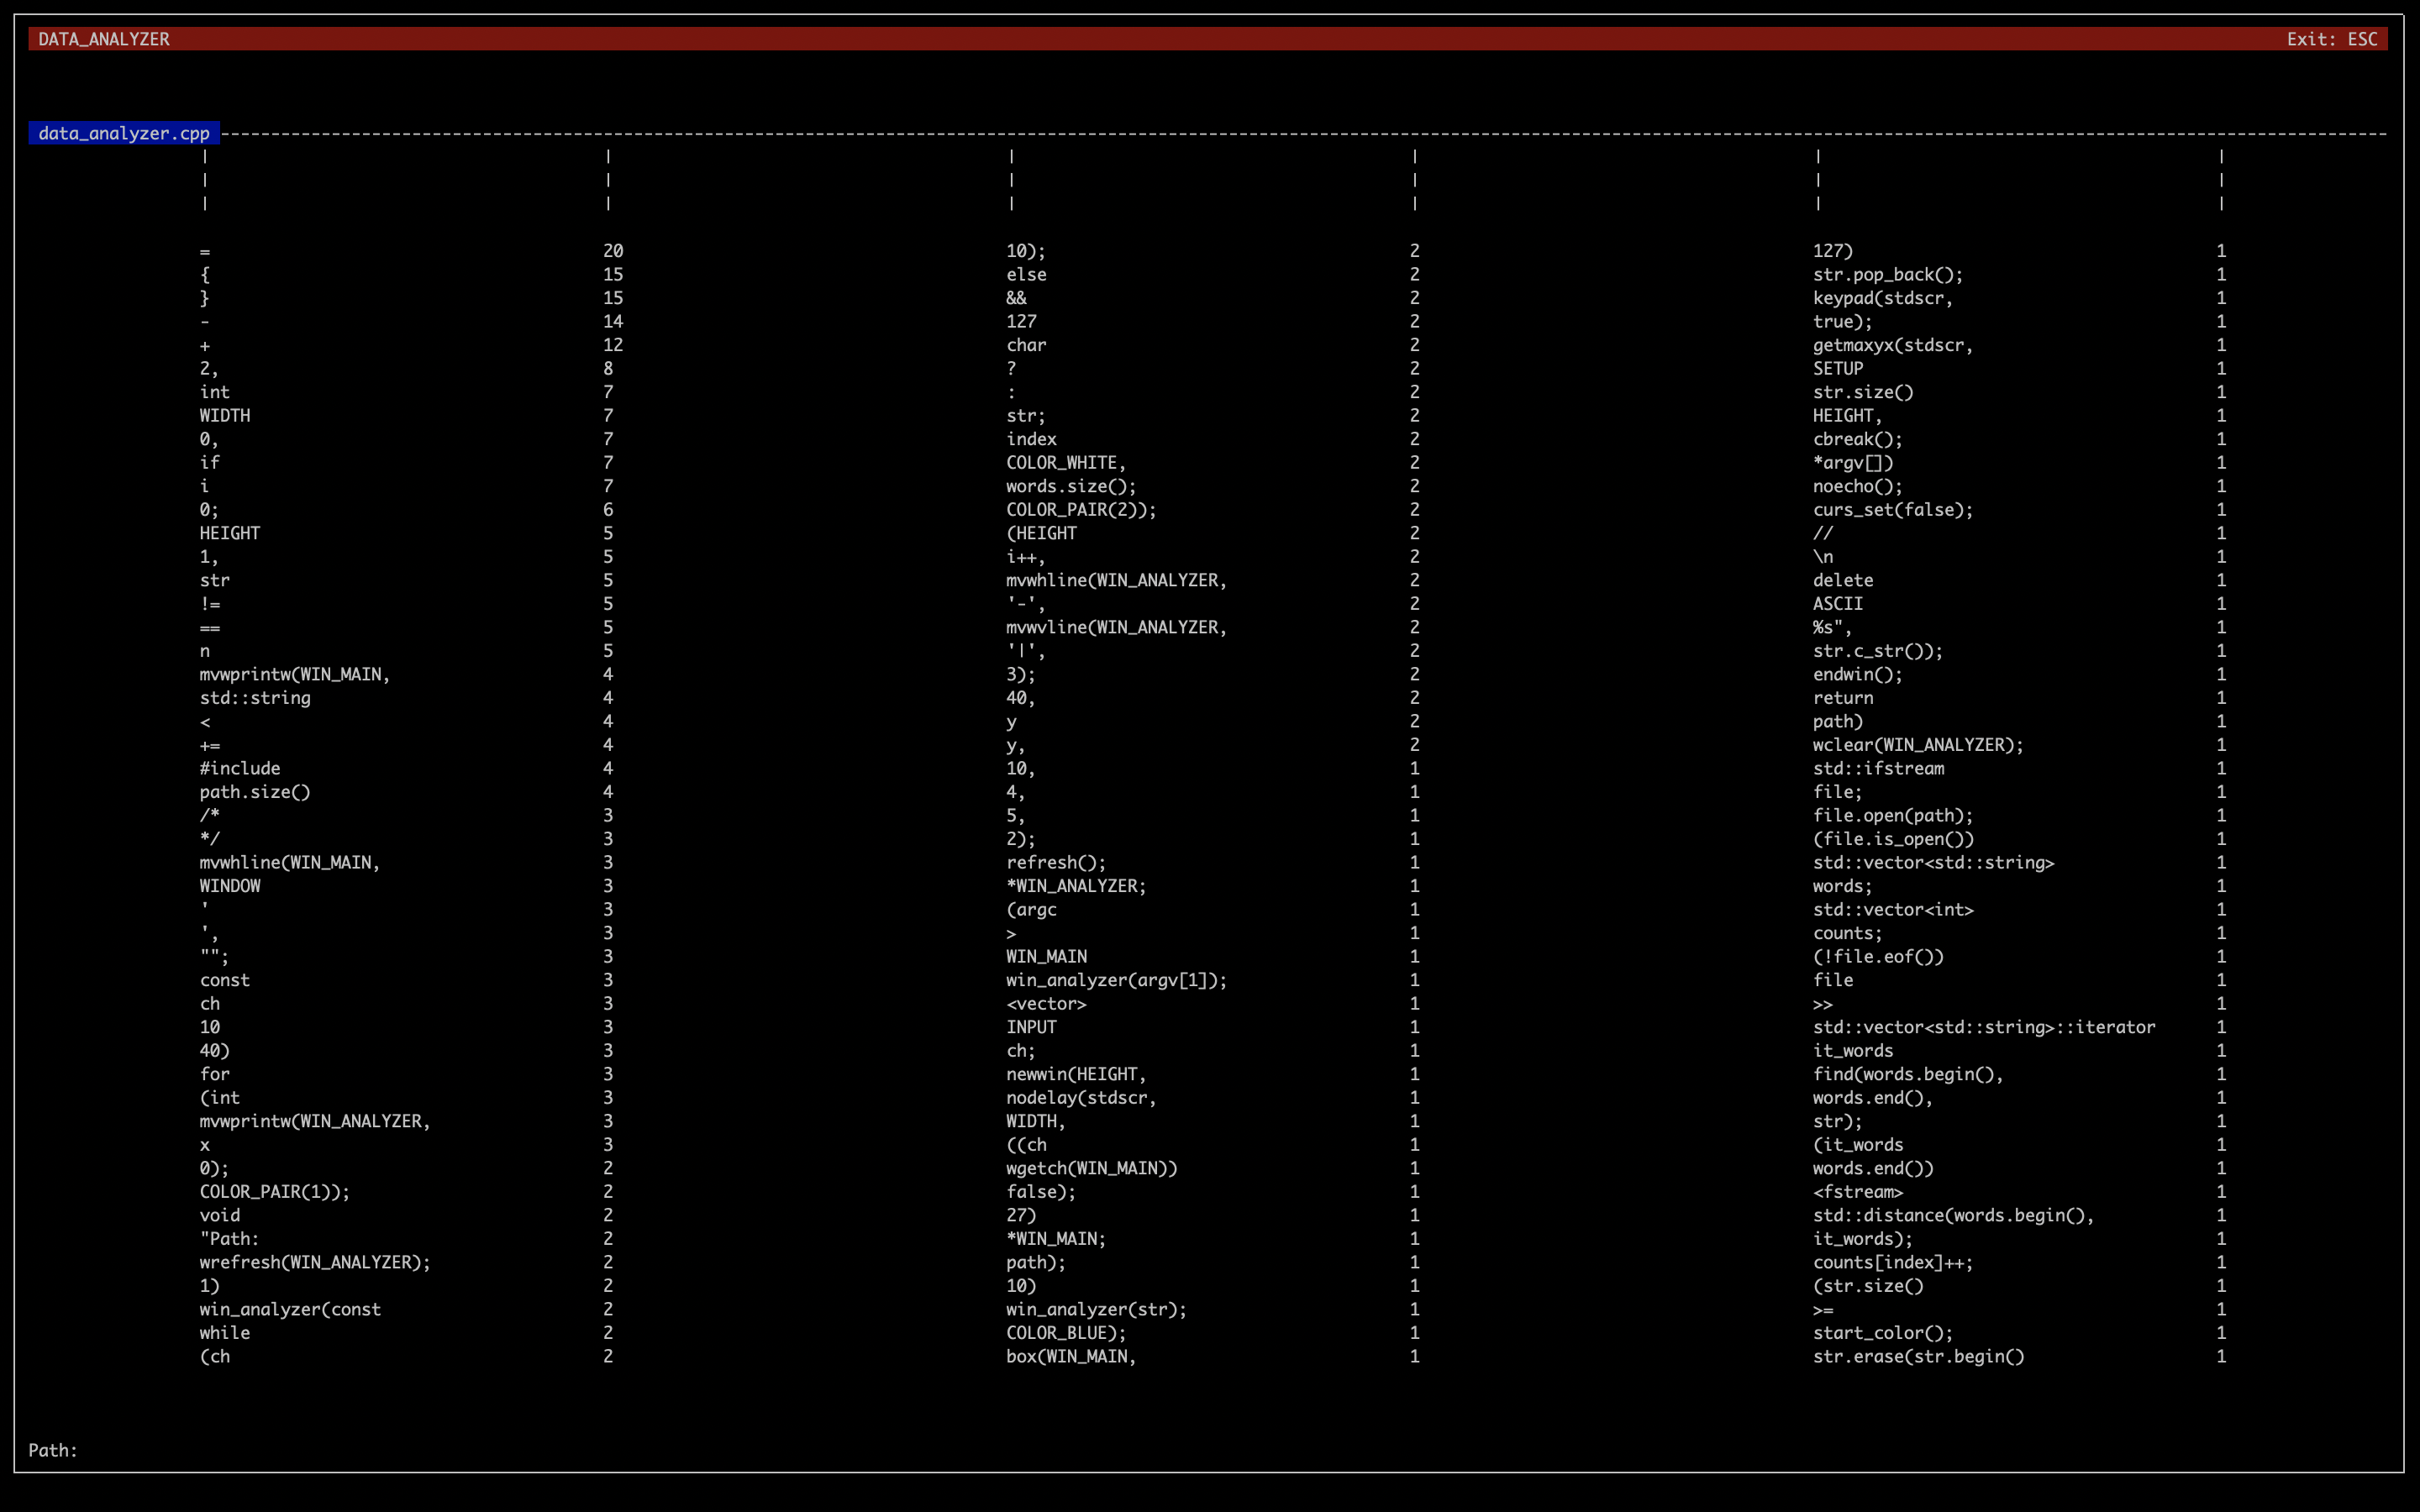 DATA_ANALYZER Exit: ESC
data_analyzer.cpp
= 20 10); 2 127) 1
{ 15 else 2 str.pop_back(); 1
} 15 && 2 keypad(stdscr, 1
- 14 127 2 true); 1
+ 12 char 2 getmaxyx(stdscr, 1
2, 8 ? 2 SETUP 1
int 7 : 2 str.size() 1
WIDTH 7 str; 2 HEIGHT, 1
0, 7 index 2 cbreak(); 1
if 7 COLOR_WHITE, 2 *argv[]) 1
i 7 words.size(); 2 noecho(); 1
0; 6 COLOR_PAIR(2)); 2 curs_set(false); 1
HEIGHT 5 (HEIGHT 2 // 1
1, 5 i++, 2 \n 1
str 5 mvwhline(WIN_ANALYZER, 2 delete 1
!= 5 '-', 2 ASCII 1
== 5 mvwvline(WIN_ANALYZER, 2 %s", 1
n 5 '|', 2 str.c_str()); 1
mvwprintw(WIN_MAIN, 4 3); 2 endwin(); 1
std::string 4 40, 2 return 1
< 4 y 2 path) 1
+= 4 y, 2 wclear(WIN_ANALYZER); 1
#include 4 10, 1 std::ifstream 1
path.size() 4 4, 1 file; 1
/* 3 5, 1 file.open(path); 1
*/ 3 2); 1 (file.is_open()) 1
mvwhline(WIN_MAIN, 3 refresh(); 1 std::vector<std::string> 1
WINDOW 3 *WIN_ANALYZER; 1 words; 1
' 3 (argc 1 std::vector<int> 1
', 3 > 1 counts; 1
""; 3 WIN_MAIN 1 (!file.eof()) 1
const 3 win_analyzer(argv[1]); 1 file 1
ch 3 <vector> 1 >> 1
10 3 INPUT 1 std::vector<std::string>::iterator 1
40) 3 ch; 1 it_words 1
for 3 newwin(HEIGHT, 1 find(words.begin(), 1
(int 3 nodelay(stdscr, 1 words.end(), 1
mvwprintw(WIN_ANALYZER, 3 WIDTH, 1 str); 1
x 3 ((ch 1 (it_words 1
0); 2 wgetch(WIN_MAIN)) 1 words.end()) 1
COLOR_PAIR(1)); 2 false); 1 <fstream> 1
void 2 27) 1 std::distance(words.begin(), 1
"Path: 2 *WIN_MAIN; 1 it_words); 1
wrefresh(WIN_ANALYZER); 2 path); 1 counts[index]++; 1
1) 2 10) 1 (str.size() 1
win_analyzer(const 2 win_analyzer(str); 1 >= 1
while 2 COLOR_BLUE); 1 start_color(); 1
(ch 2 box(WIN_MAIN, 1 str.erase(str.begin() 1
Path: